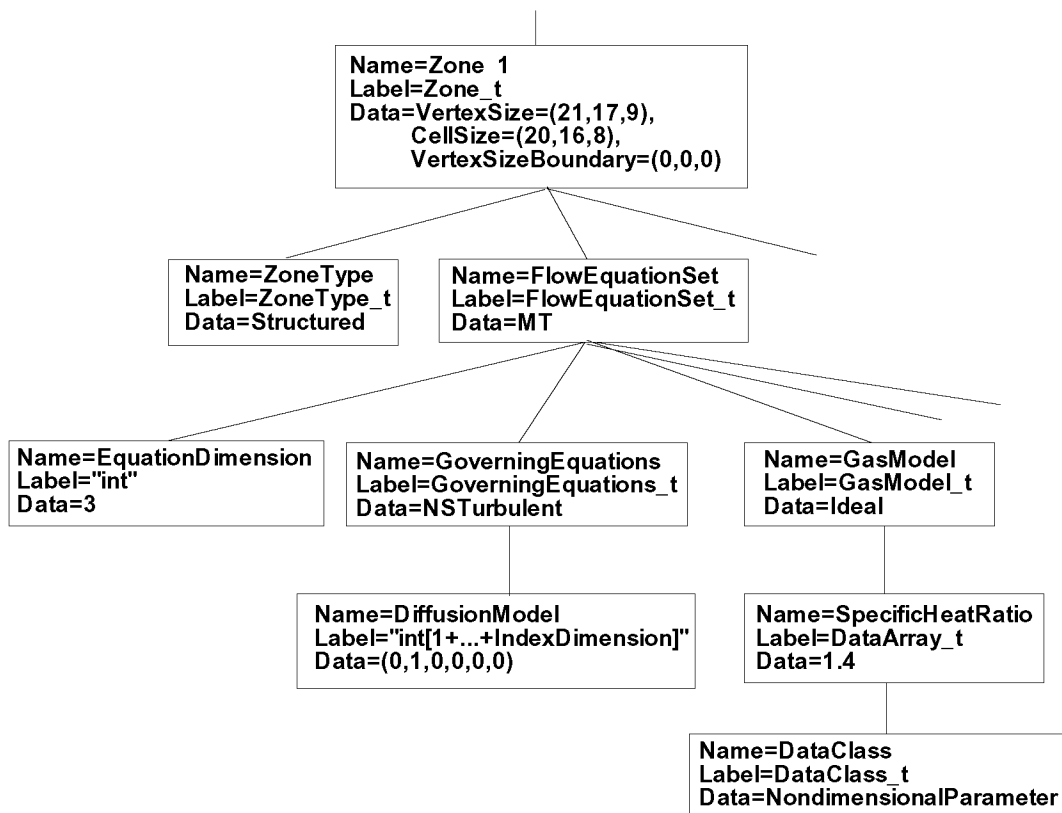 Name=Zone 1
Label=Zone_t
Data=VertexSize=(21,17,9),
CellSize=(20,16,8),
VertexSizeBoundary=(0,0,0)
Name=ZoneType
Label=ZoneType_t
Data=Structured
Name=FlowEquationSet
Label=FlowEquationSet_t
Data=MT
Name=EquationDimension
Label="int"
Data=3
Name=GoverningEquations
Label=GoverningEquations_t
Data=NSTurbulent
Name=GasModel
Label=GasModel_t
Data=Ideal
Name=DiffusionModel
Label="int[1+...+IndexDimension]"
Data=(0,1,0,0,0,0)
Name=SpecificHeatRatio
Label=DataArray_t
Data=1.4
Name=DataClass
Label=DataClass_t
Data=NondimensionalParameter